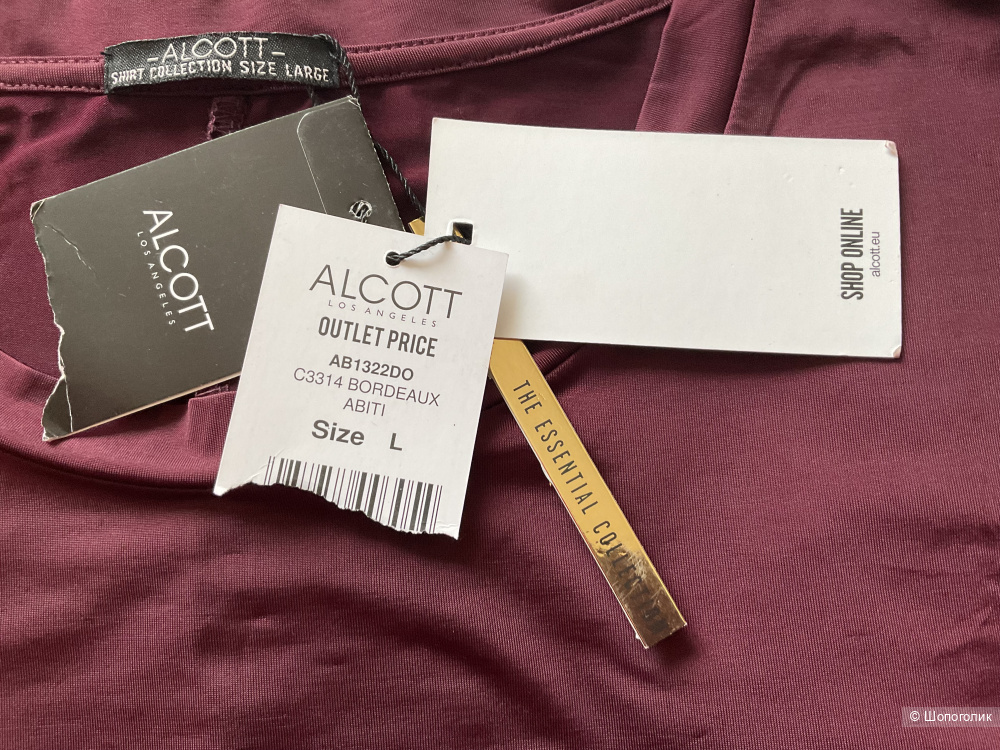 -ALCOTT-
SHIRT COLLECTION SIZE LARGE
ALCOTT
LOS ANGELES
ALCOTT
LOS ANGELES
OUTLET PRICE
AB1322DO
C3314 BORDEAUX
ABITI
Size L
SHOP ONLINE
alcott.eu
THE ESSENTIAL
© Шопоголик